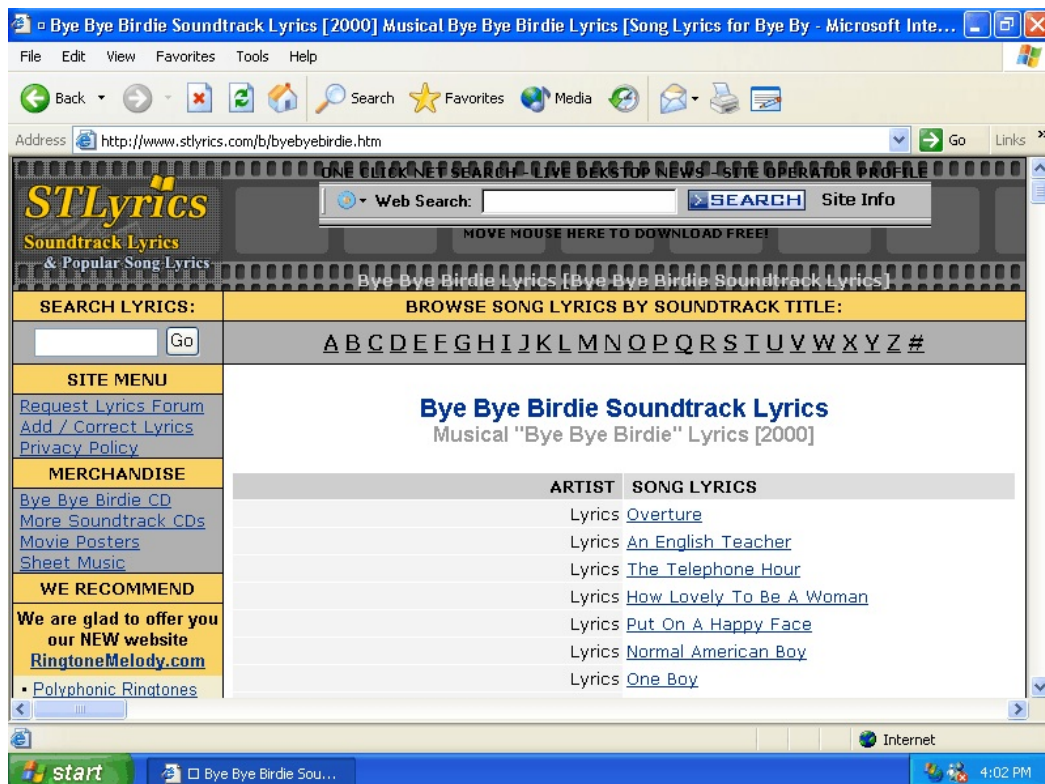 Bye Bye Birdie Soundtrack Lyrics [2000] Musical Bye Bye Birdie Lyrics [Song Lyrics for Bye By - Microsoft Inte...
File Edit View Favorites Tools Help
Back Search Favorites Media
Address http://www.stlyrics.com/b/byebyebirdie.htm Go Links »
ONE CLICK NET SEARCH - LIVE DEKSTOP NEWS - SITE OPERATOR PROFILE
STLyrics
Soundtrack Lyrics
& Popular Song Lyrics
Web Search: SEARCH Site Info
MOVE MOUSE HERE TO DOWNLOAD FREE!
Bye Bye Birdie Lyrics [Bye Bye Birdie Soundtrack Lyrics]
SEARCH LYRICS:
Go
BROWSE SONG LYRICS BY SOUNDTRACK TITLE:
A B C D E F G H I J K L M N O P Q R S T U V W X Y Z #
SITE MENU
Request Lyrics Forum
Add / Correct Lyrics
Privacy Policy
MERCHANDISE
Bye Bye Birdie CD
More Soundtrack CDs
Movie Posters
Sheet Music
WE RECOMMEND
We are glad to offer you
our NEW website
RingtoneMelody.com
• Polyphonic Ringtones
Bye Bye Birdie Soundtrack Lyrics
Musical "Bye Bye Birdie" Lyrics [2000]
ARTIST SONG LYRICS
Lyrics Overture
Lyrics An English Teacher
Lyrics The Telephone Hour
Lyrics How Lovely To Be A Woman
Lyrics Put On A Happy Face
Lyrics Normal American Boy
Lyrics One Boy
Internet
start Bye Bye Birdie Sou... 4:02 PM